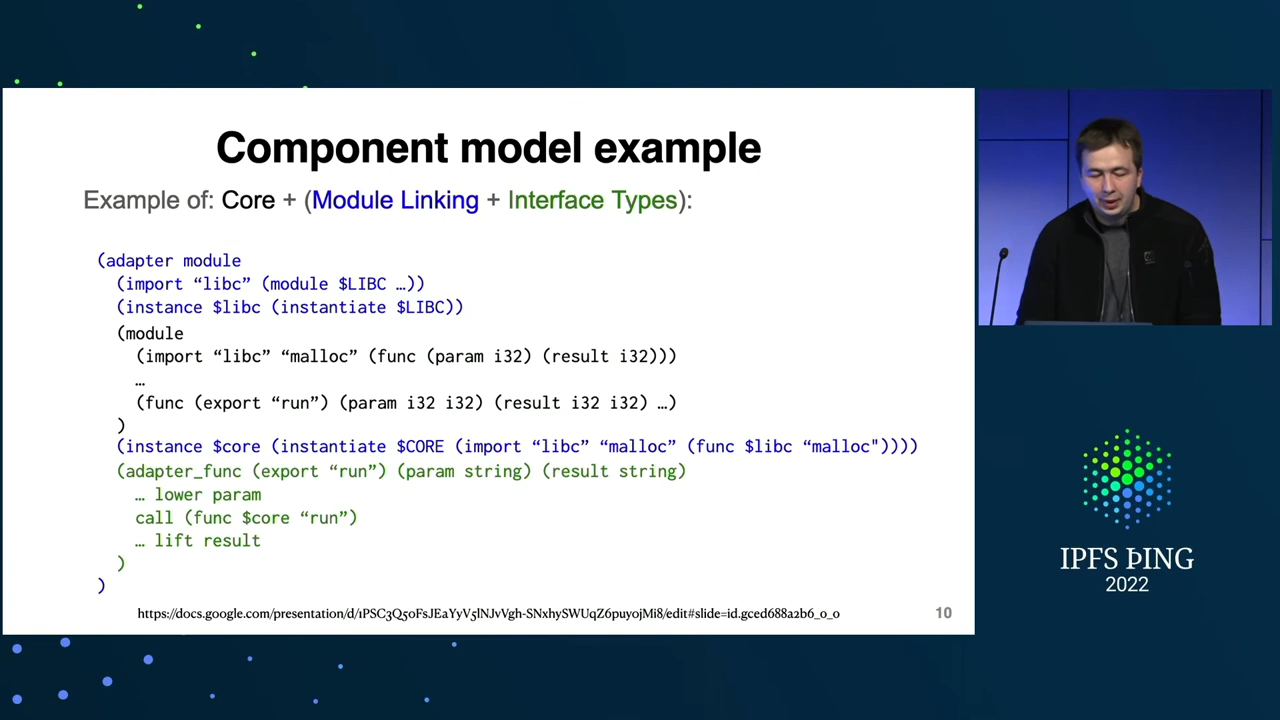 Component model example
Example of: Core + (Module Linking + Interface Types):
(adapter module
(import “libc” (module $LIBC …))
(instance $libc (instantiate $LIBC))
(module
(import “libc” “malloc” (func (param i32) (result i32)))
…
(func (export “run”) (param i32 i32) (result i32 i32) …)
)
(instance $core (instantiate $CORE (import “libc” “malloc” (func $libc “malloc"))))
(adapter_func (export “run”) (param string) (result string)
… lower param
call (func $core “run”)
… lift result
)
)
https://docs.google.com/presentation/d/1PSC3Q50FsJEaYyV5lNJvVgh-SNxhySWUqZ6puyojMi8/edit#slide=id.gced688a2b6_0_0
10
IPFS ÞING
2022